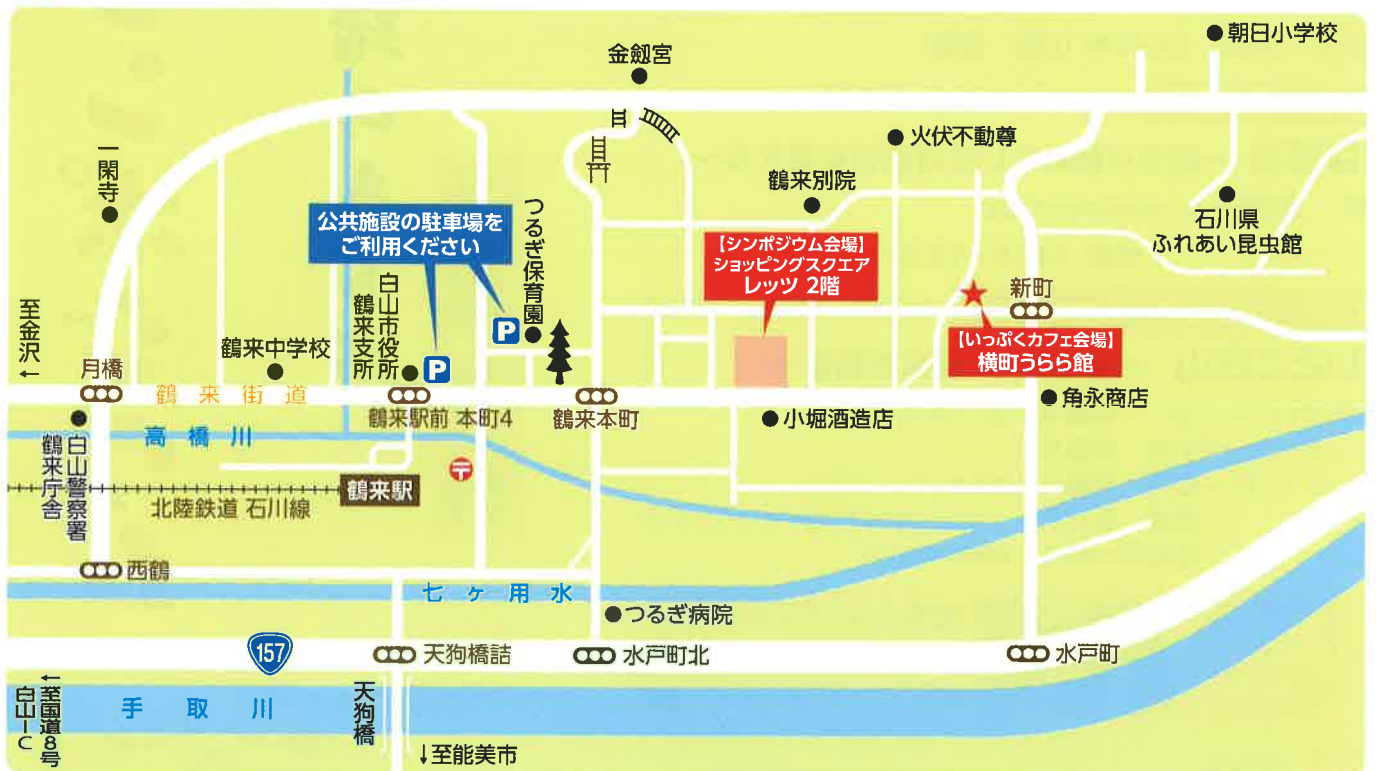 朝日小学校
金劔宮
火伏不動尊
一閑寺
鶴来別院
つるぎ保育園
石川県
ふれあい昆虫館
公共施設の駐車場を
ご利用ください
【シンポジウム会場】
ショッピングスクエア
レッツ 2階
白山市役所
鶴来支所
新町
至金沢
←
P
P
【いっぷくカフェ会場】
横町うらら館
鶴来中学校
月橋
鶴来街道
鶴来駅前 本町4
鶴来本町
小堀酒造店
角永商店
高橋川
白山警察署
鶴来庁舎
〒
鶴来駅
北陸鉄道 石川線
西鶴
七ヶ用水
つるぎ病院
157
天狗橋詰
水戸町北
水戸町
←至国道8号
白山IC
手取川
天狗橋
↓至能美市